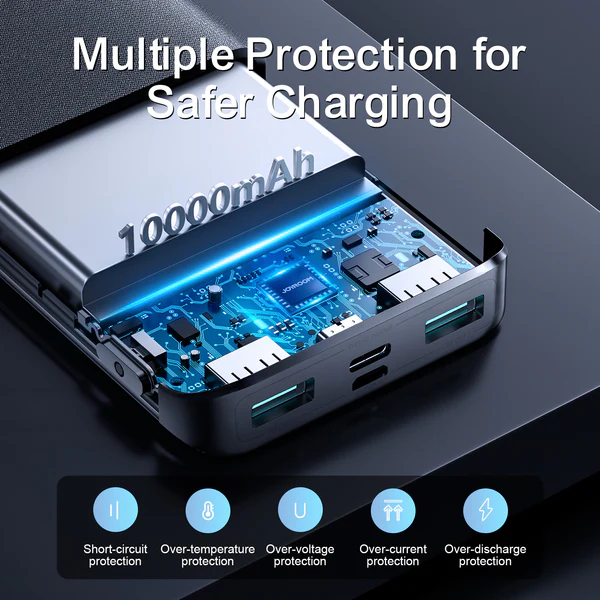 Multiple Protection for
Safer Charging
10000mAh
JOYROOM
Short-circuit
protection
Over-temperature
protection
Over-voltage
protection
Over-current
protection
Over-discharge
protection